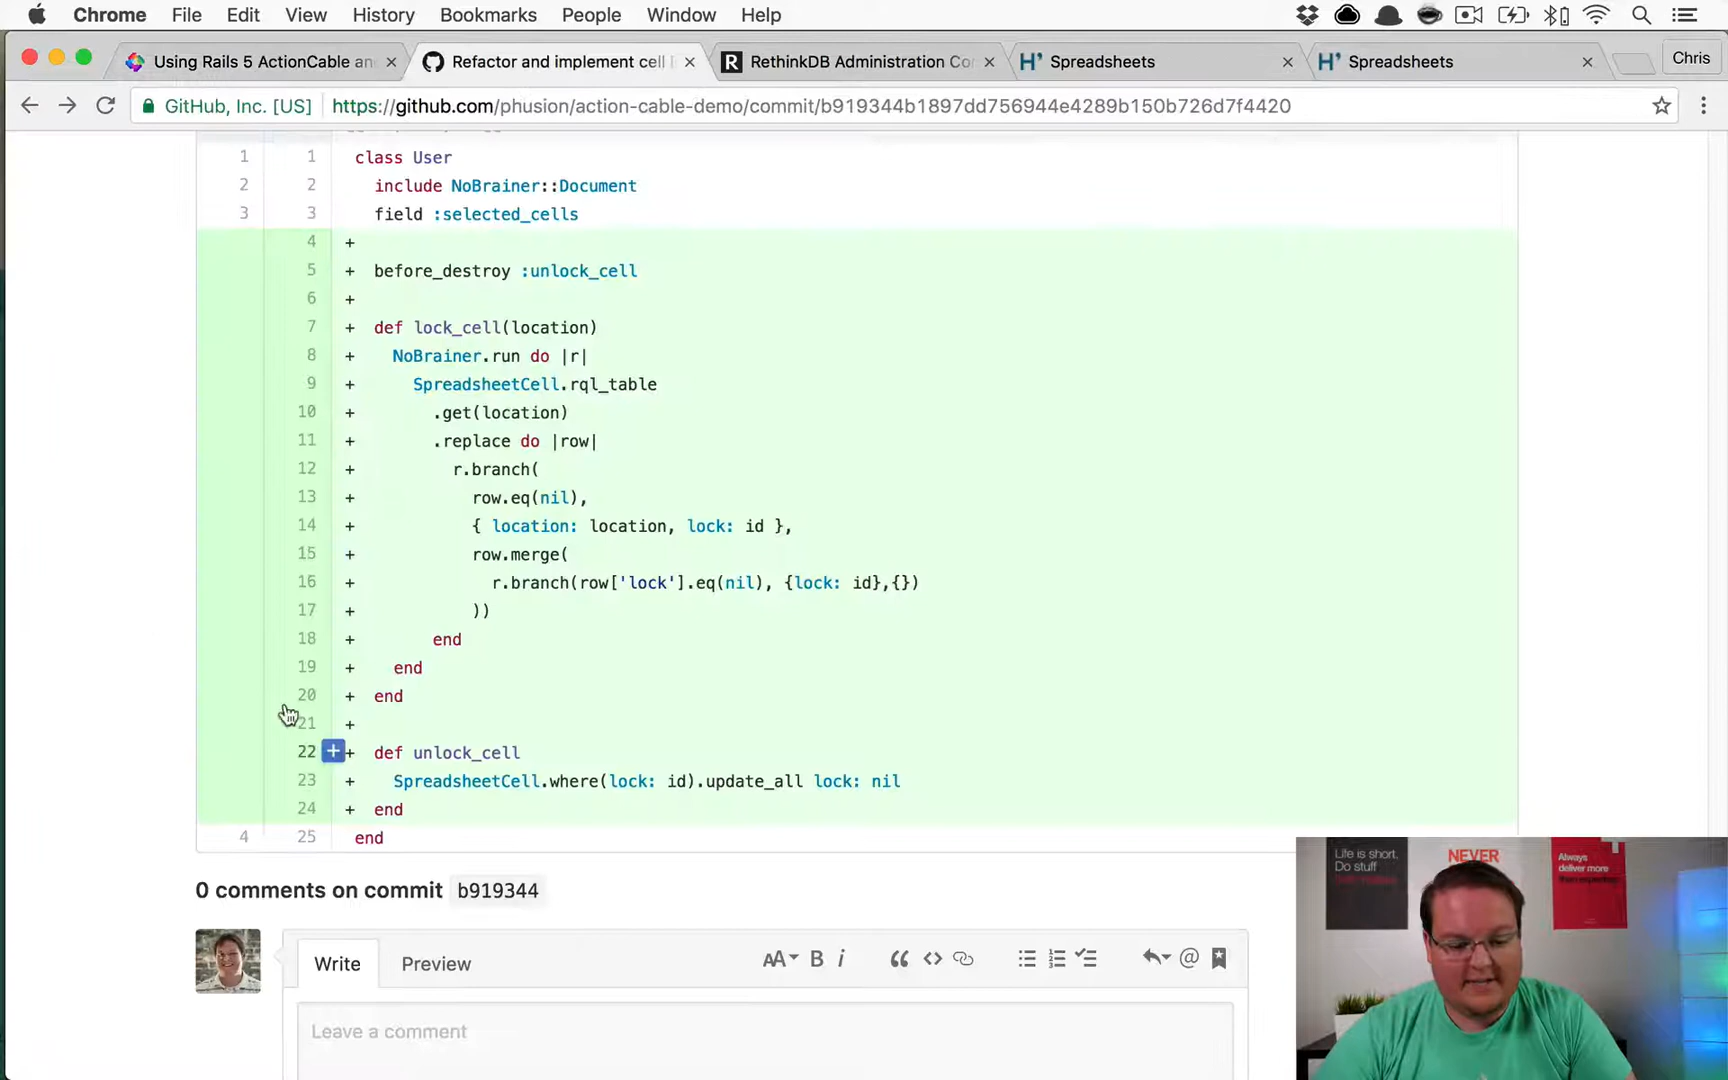 Chrome File Edit View History Bookmarks People Window Help
Using Rails 5 ActionCable an
Refactor and implement cell
RethinkDB Administration Co
Spreadsheets
Spreadsheets
Chris
GitHub, Inc. [US] https://github.com/phusion/action-cable-demo/commit/b919344b1897dd756944e4289b150b726d7f4420
1 1 class User
2 2 include NoBrainer::Document
3 3 field :selected_cells
4 +
5 + before_destroy :unlock_cell
6 +
7 + def lock_cell(location)
8 + NoBrainer.run do |r|
9 + SpreadsheetCell.rql_table
10 + .get(location)
11 + .replace do |row|
12 + r.branch(
13 + row.eq(nil),
14 + { location: location, lock: id },
15 + row.merge(
16 + r.branch(row['lock'].eq(nil), {lock: id},{})
17 + ))
18 + end
19 + end
20 + end
21 +
22 + def unlock_cell
23 + SpreadsheetCell.where(lock: id).update_all lock: nil
24 + end
4 25 end
0 comments on commit b919344
Write Preview AA B i
Leave a comment
Life is short.
Do stuff
NEVER
Always
deliver more